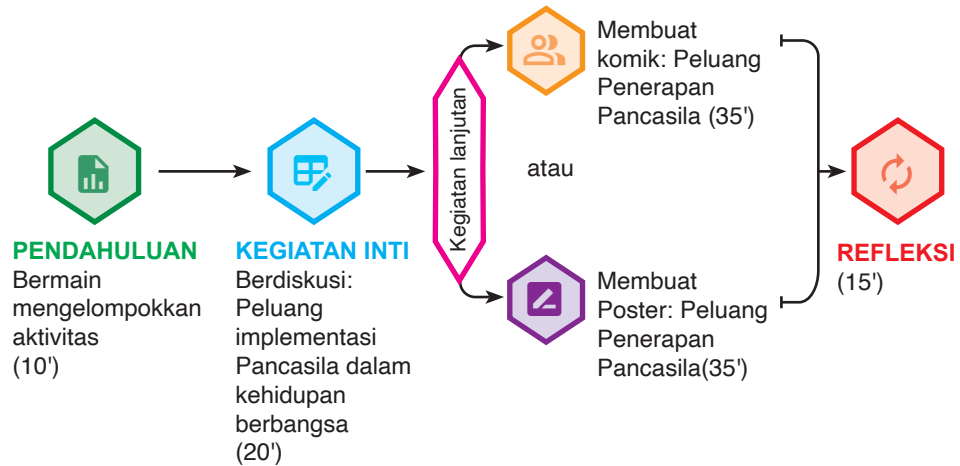 PENDAHULUAN
Bermain
mengelompokkan
aktivitas
(10')
KEGIATAN INTI
Berdiskusi:
Peluang
implementasi
Pancasila dalam
kehidupan
berbangsa
(20')
Kegiatan lanjutan
Membuat
komik: Peluang
Penerapan
Pancasila (35')
atau
Membuat
Poster: Peluang
Penerapan
Pancasila(35')
REFLEKSI
(15')